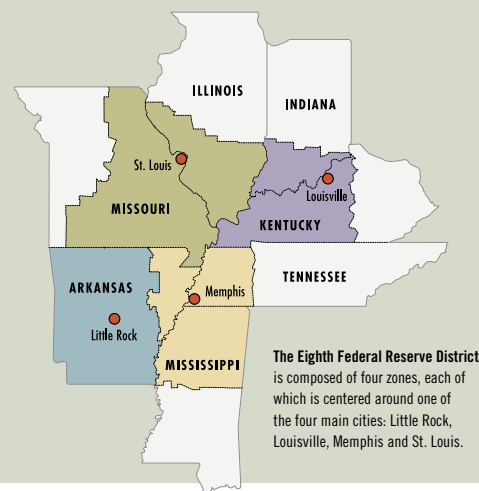 ILLINOIS
INDIANA
St. Louis
Louisville
MISSOURI
KENTUCKY
TENNESSEE
ARKANSAS
Memphis
Little Rock
MISSISSIPPI
The Eighth Federal Reserve District
is composed of four zones, each of
which is centered around one of
the four main cities: Little Rock,
Louisville, Memphis and St. Louis.